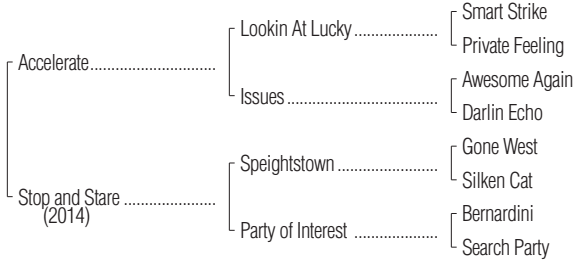 Smart Strike
Lookin At Lucky
Private Feeling
Accelerate
Awesome Again
Issues
Darlin Echo
Gone West
Speightstown
Silken Cat
Stop and Stare
(2014)
Bernardini
Party of Interest
Search Party